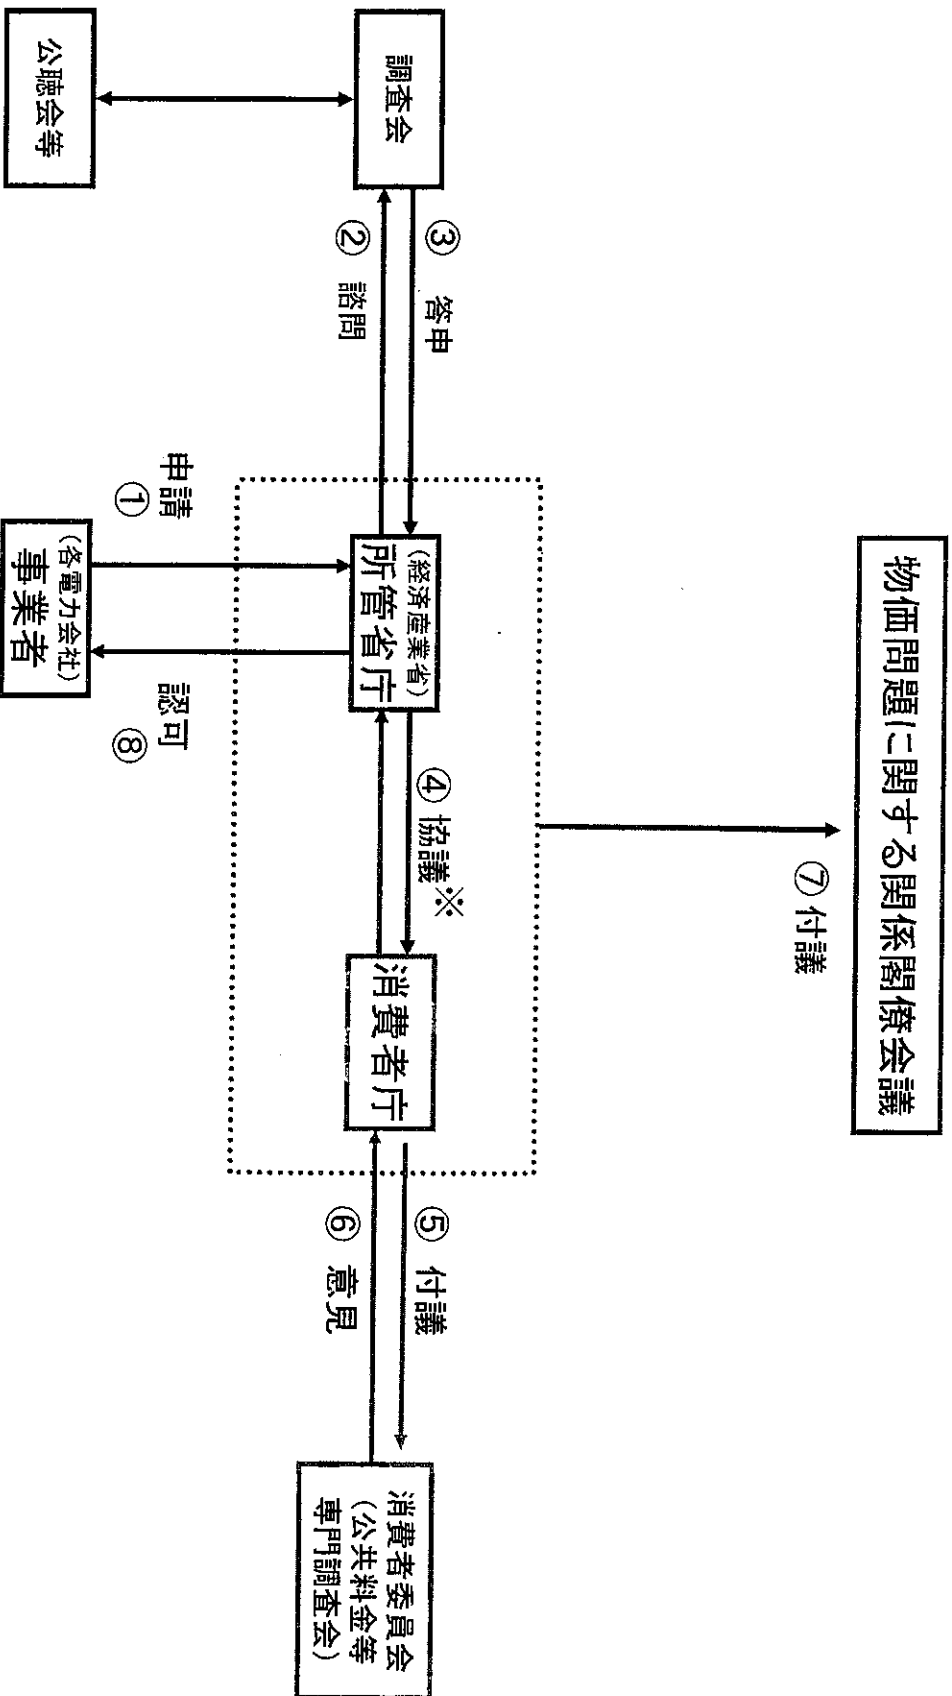 物価問題に関する関係閣僚会議
⑦付議
調査会
③ 答申
② 諮問
所管省庁
(経済産業省)
④ 協議※
消費者庁
⑤ 付議
⑥ 意見
消費者委員会
(公共料金等
専門調査会)
公聴会等
申請
①
認可
⑧
(各電力会社)
事業者